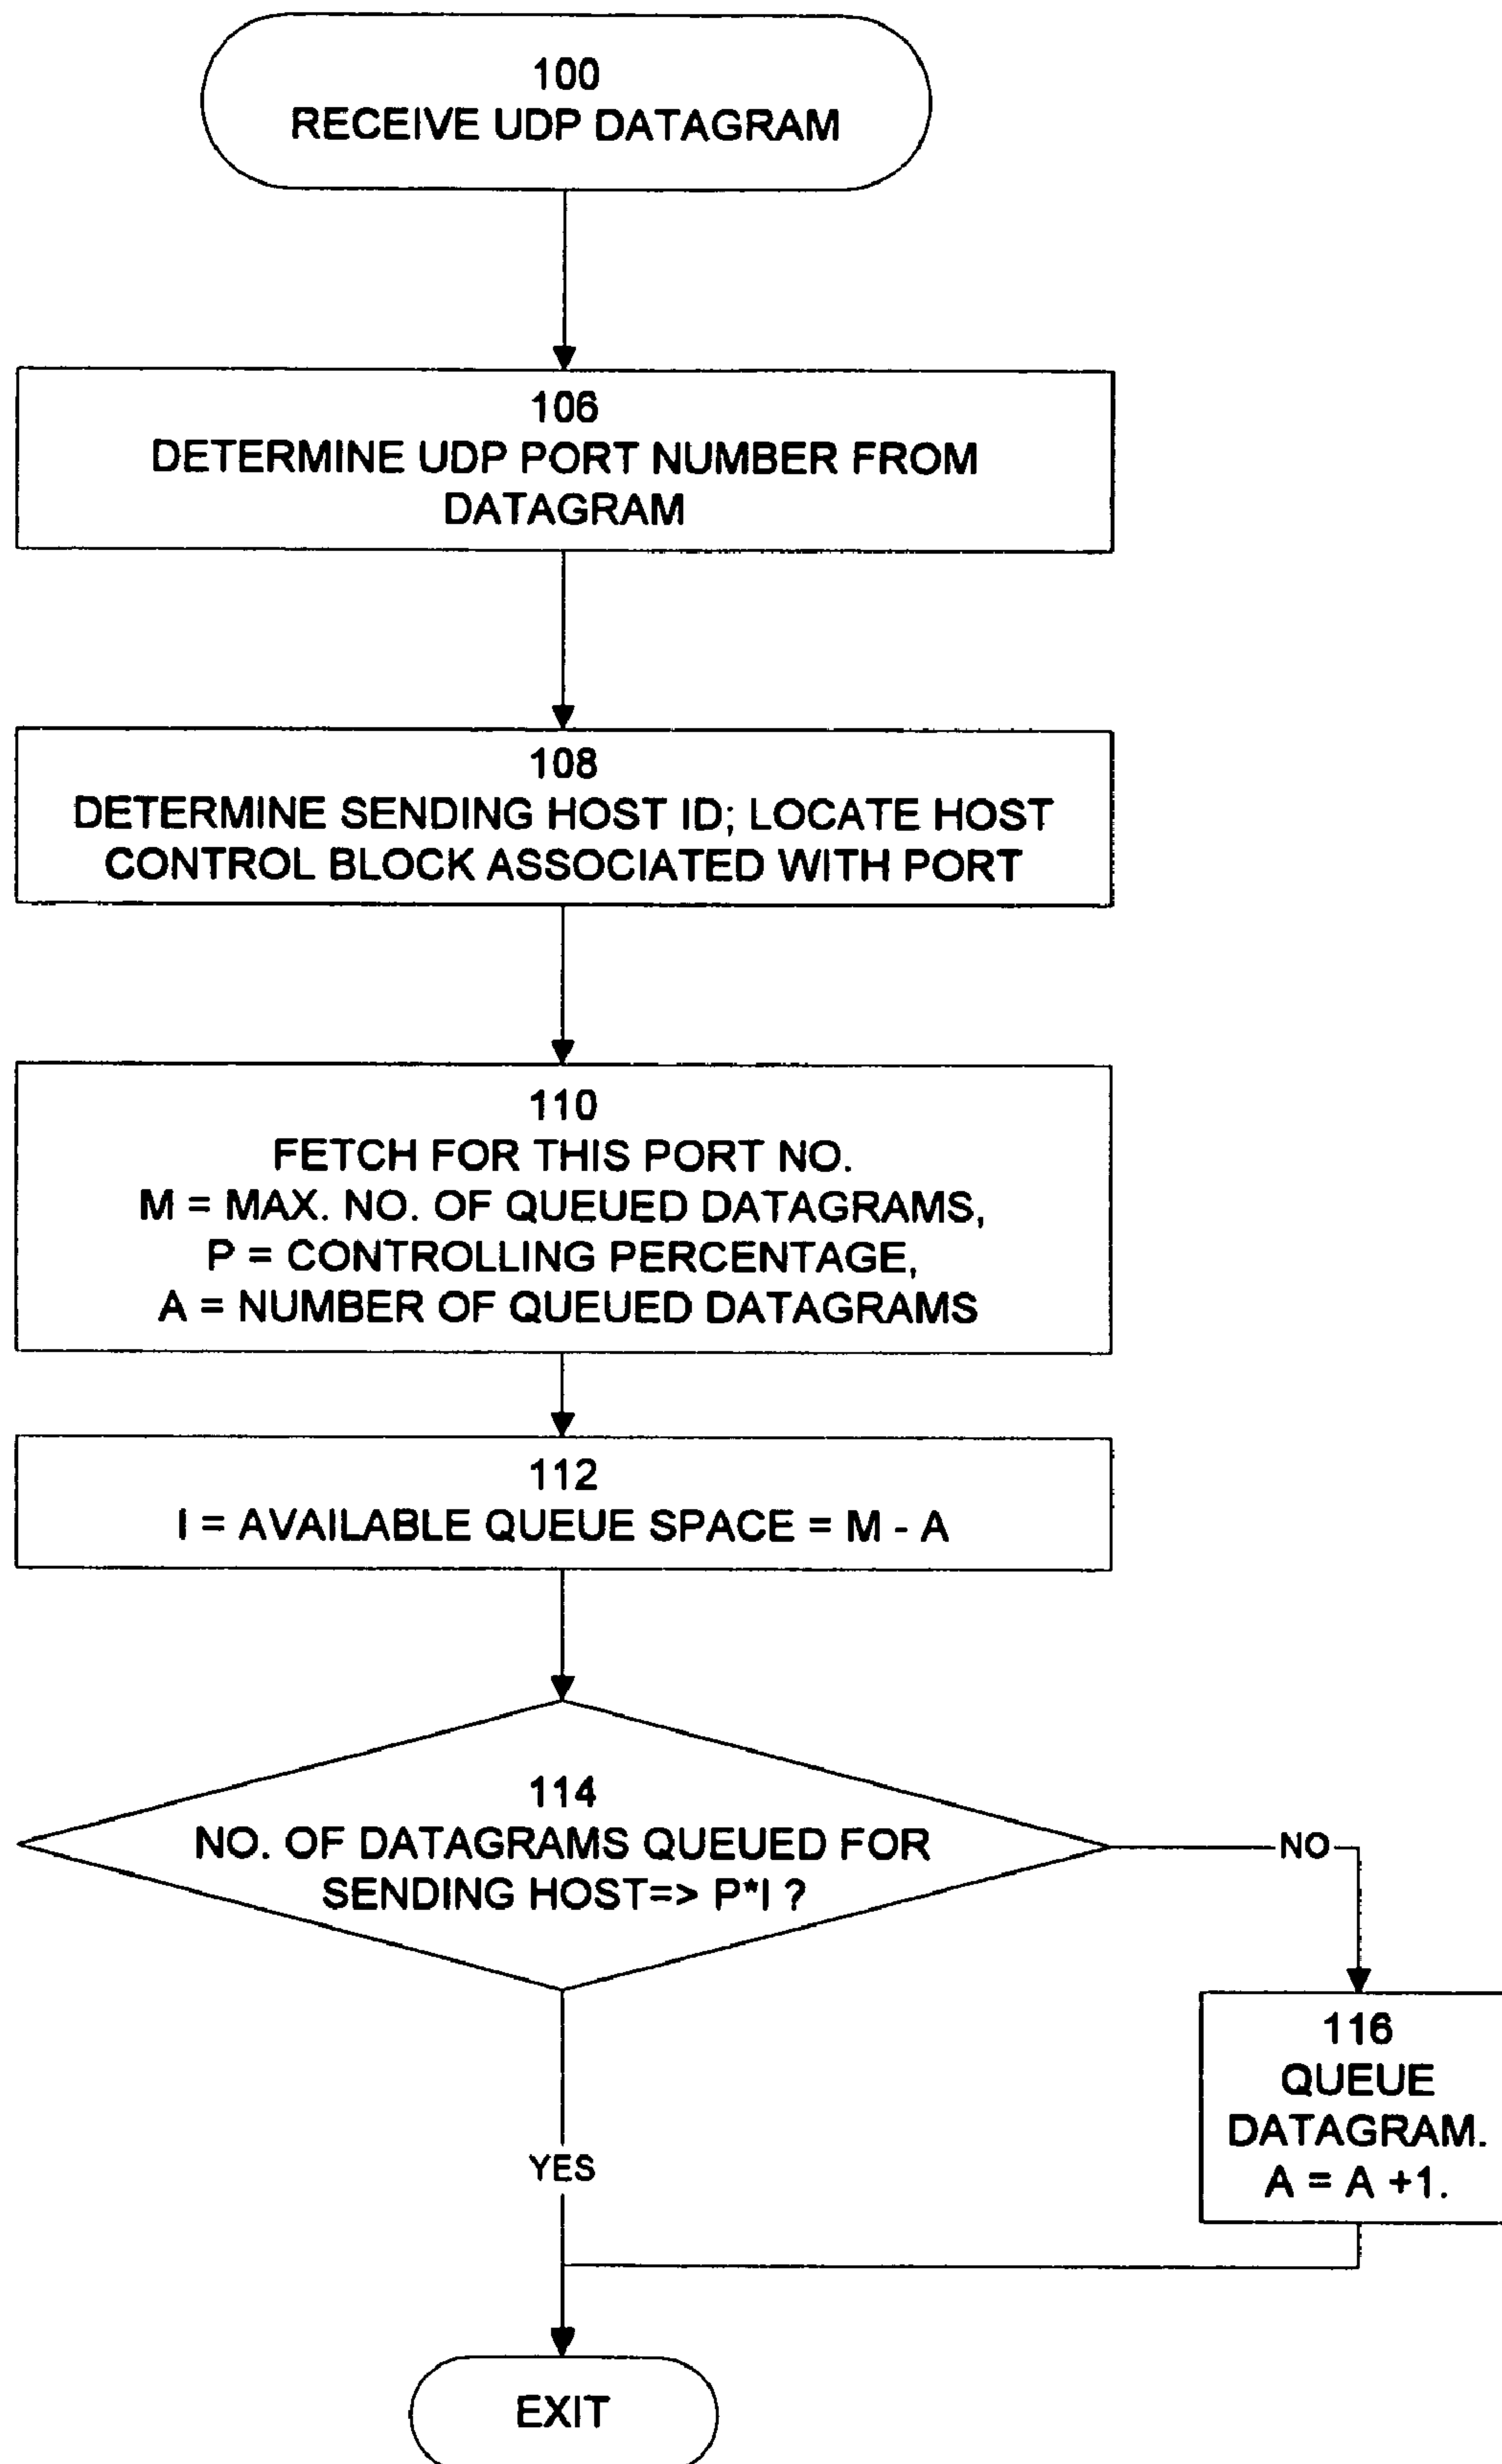 100
RECEIVE UDP DATAGRAM
106
DETERMINE UDP PORT NUMBER FROM
DATAGRAM
108
DETERMINE SENDING HOST ID; LOCATE HOST
CONTROL BLOCK ASSOCIATED WITH PORT
110
FETCH FOR THIS PORT NO.
M = MAX. NO. OF QUEUED DATAGRAMS,
P = CONTROLLING PERCENTAGE,
A = NUMBER OF QUEUED DATAGRAMS
112
I = AVAILABLE QUEUE SPACE = M - A
114
NO. OF DATAGRAMS QUEUED FOR
SENDING HOST=> P*I ?
NO
116
QUEUE
DATAGRAM.
A = A +1.
YES
EXIT